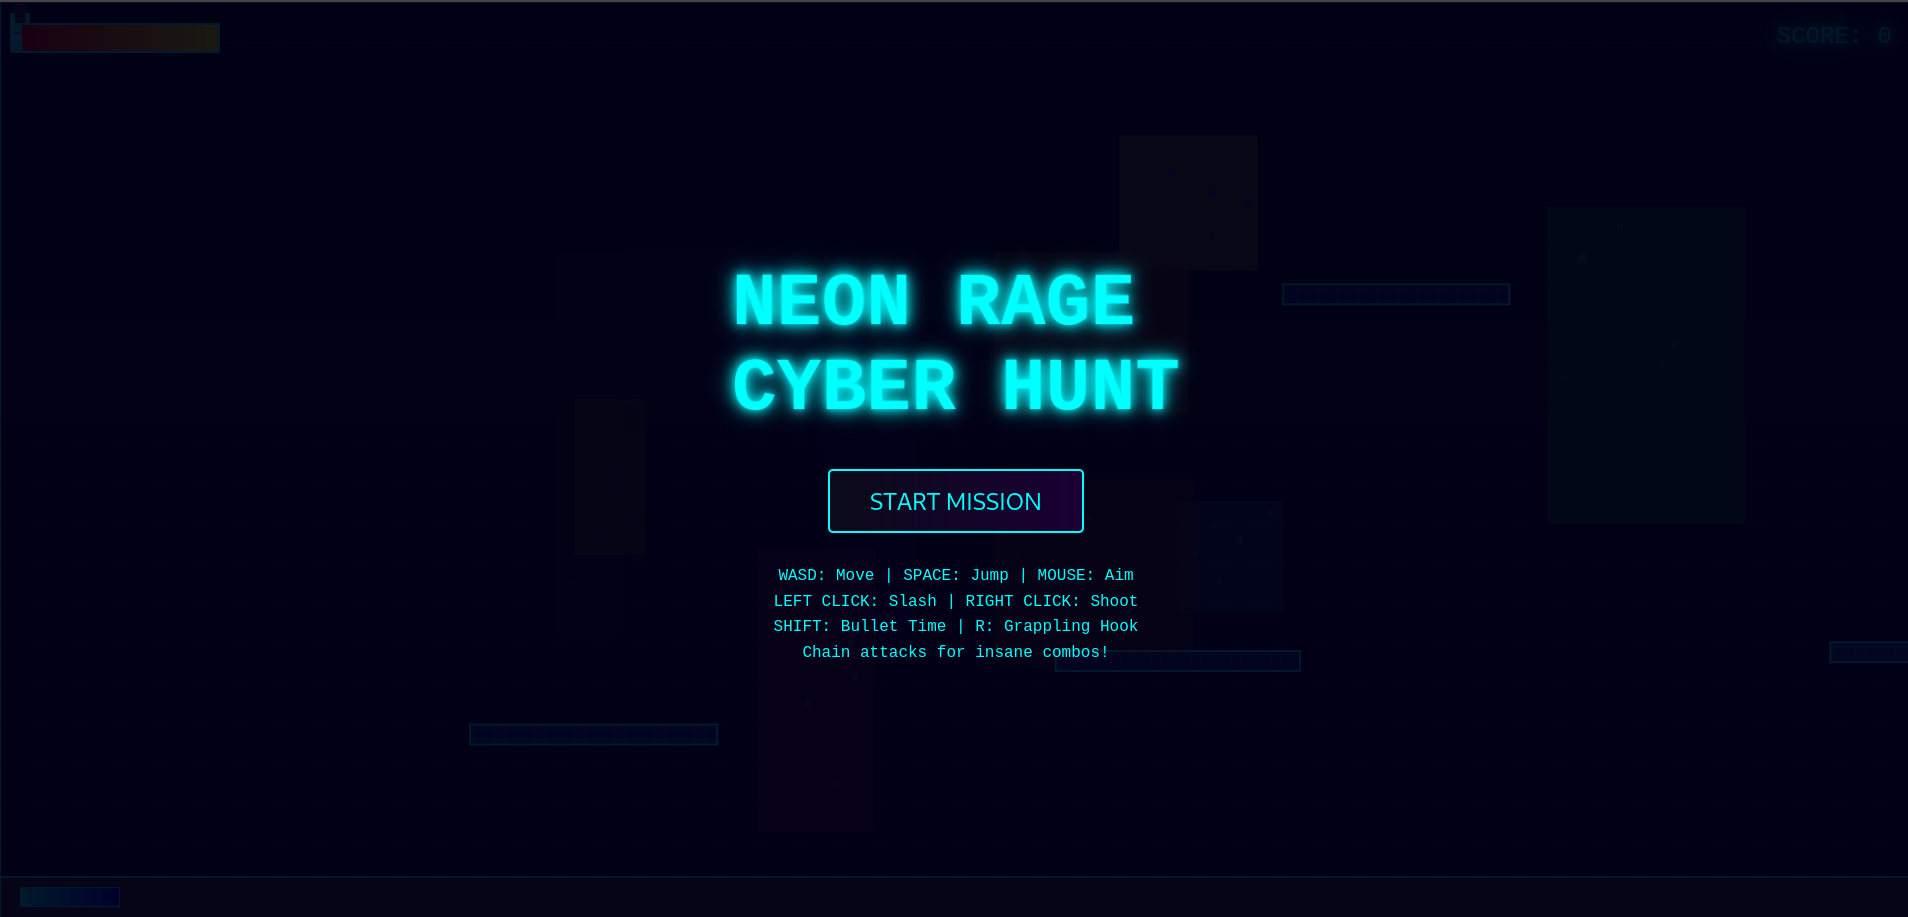 SCORE: 0
NEON RAGE
CYBER HUNT
START MISSION
WASD: Move | SPACE: Jump | MOUSE: Aim
LEFT CLICK: Slash | RIGHT CLICK: Shoot
SHIFT: Bullet Time | R: Grappling Hook
Chain attacks for insane combos!